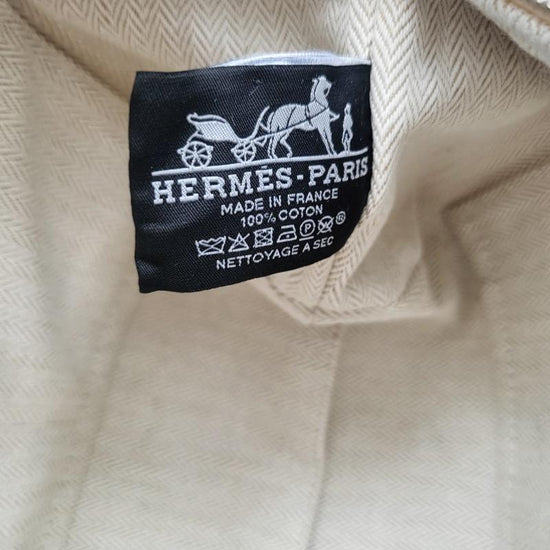 HERMÈS-PARIS
MADE IN FRANCE
100% COTON
P ®
NETTOYAGE A SEC